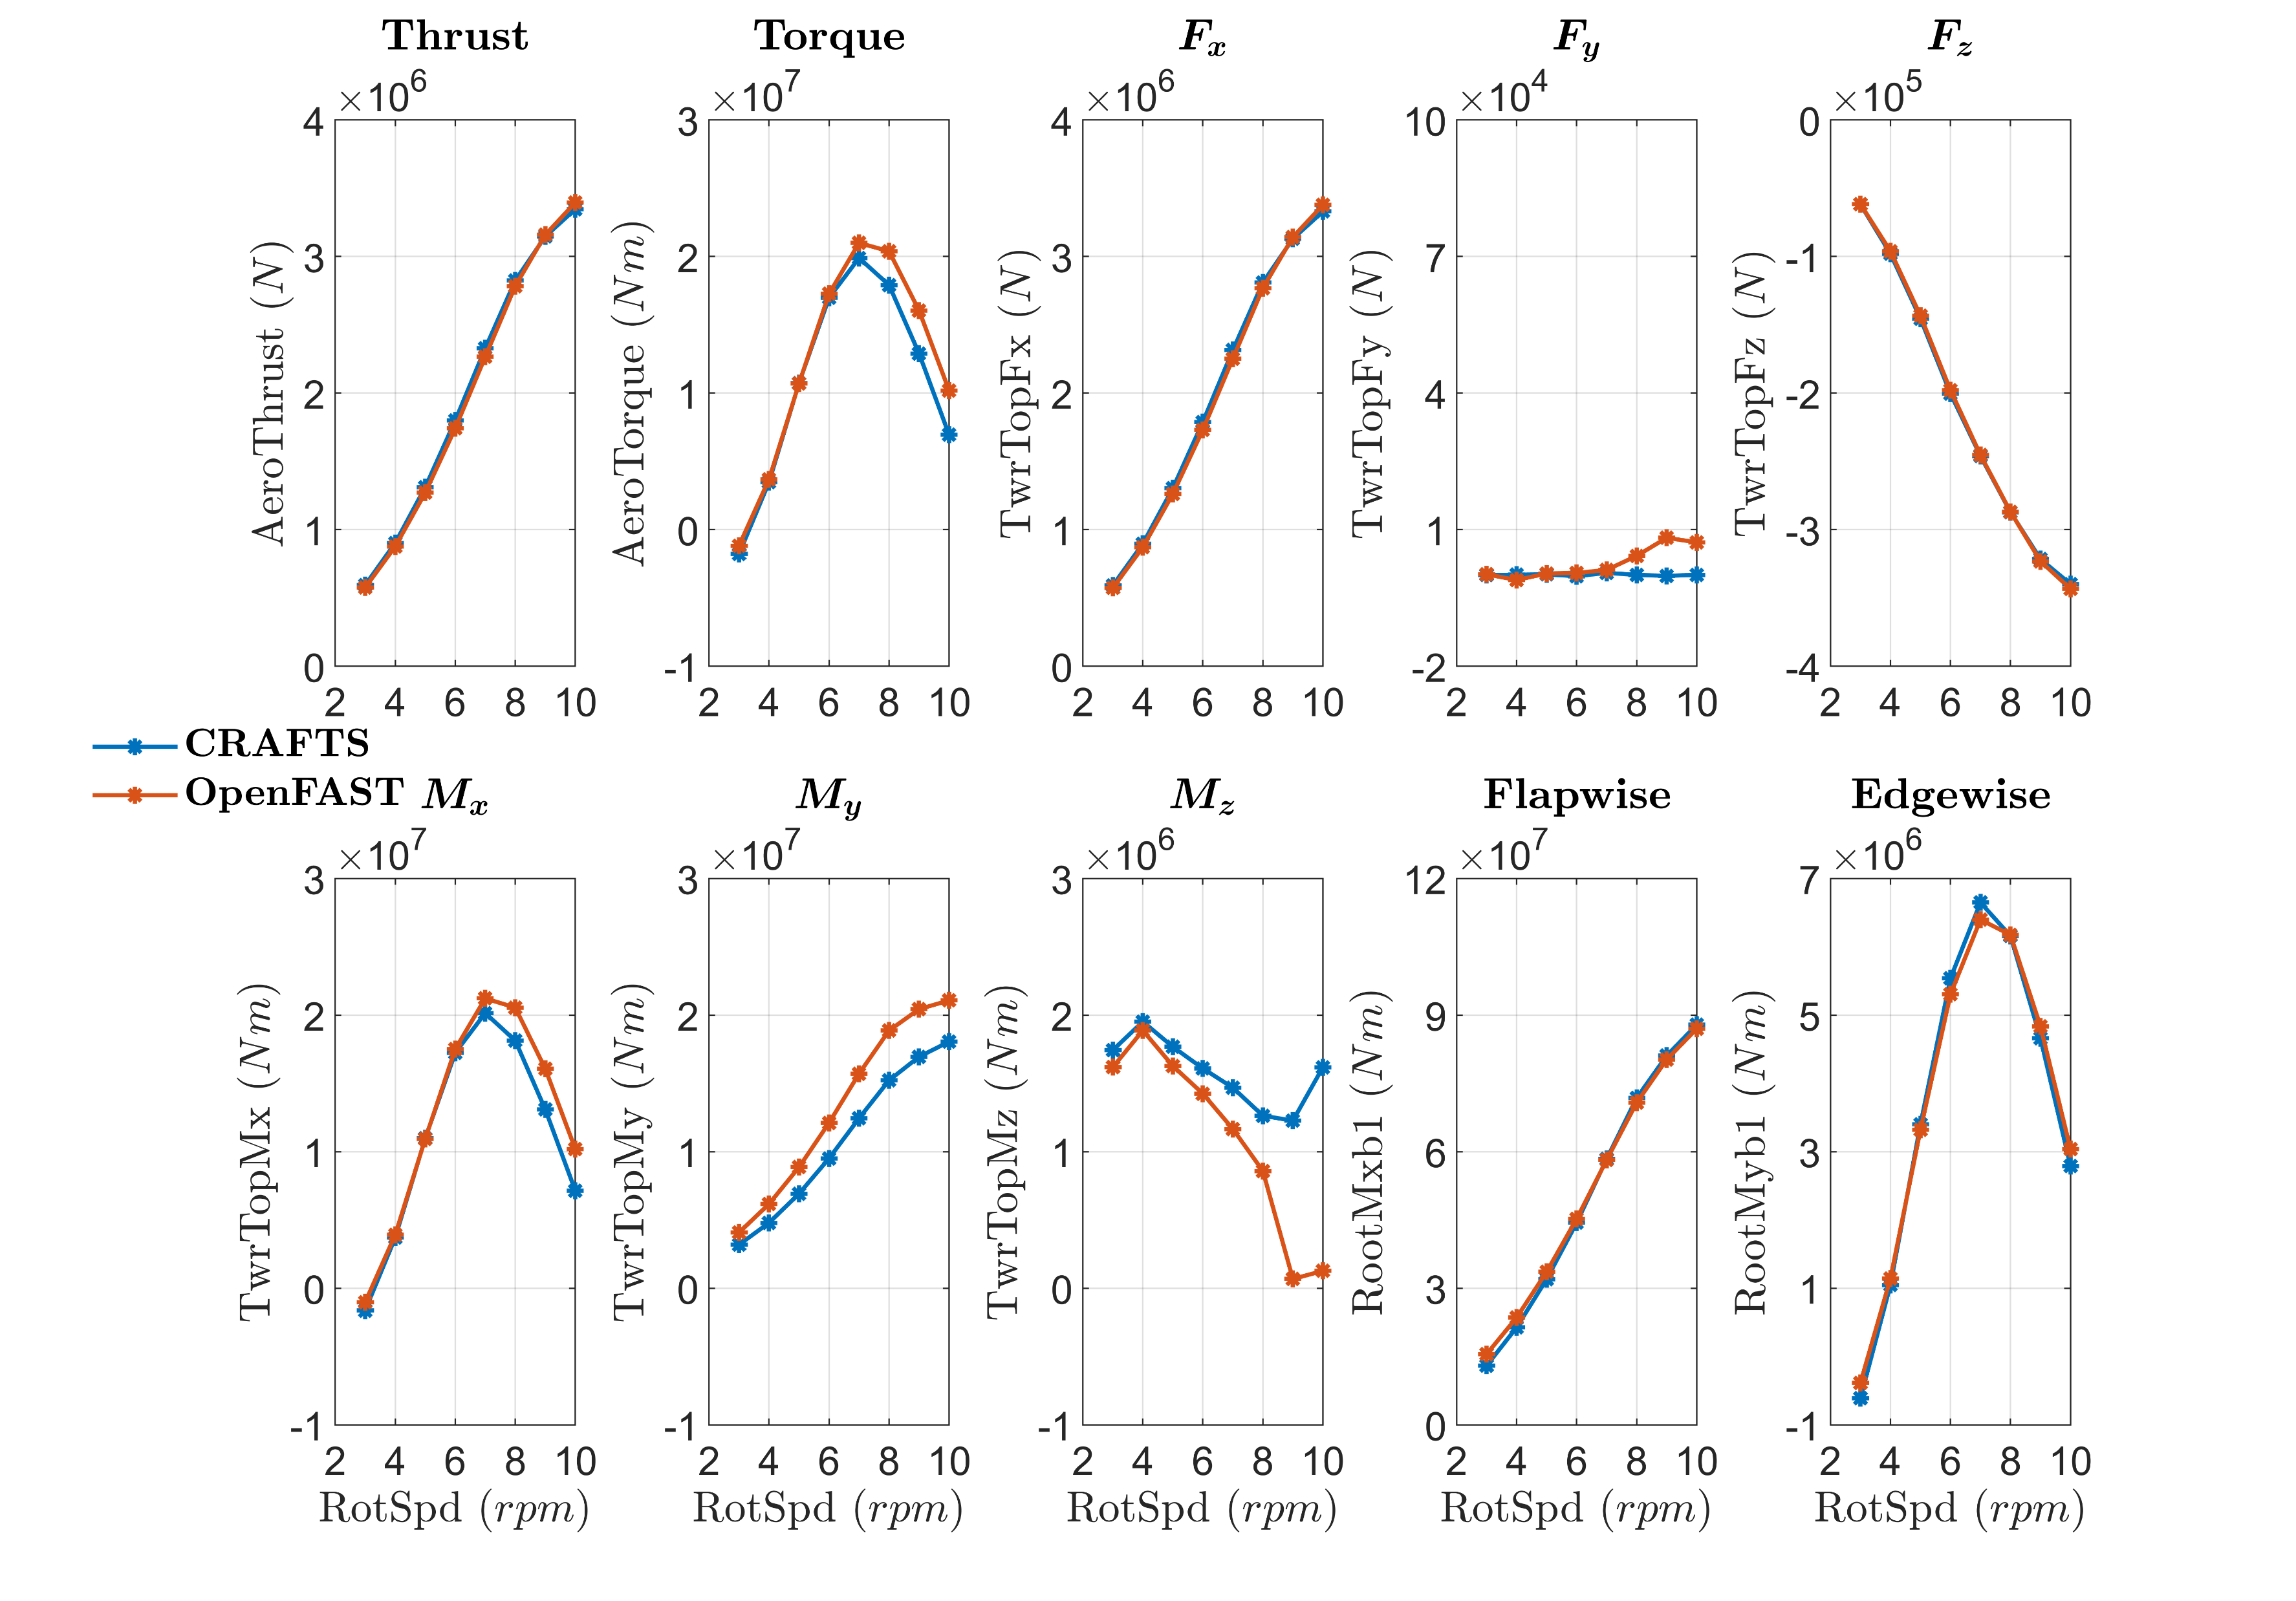 Thrust Torque Fx Fy Fz
×10^6 ×10^7 ×10^6 ×10^4 ×10^5
AeroThrust (N)
4
3
2
1
0
2 4 6 8 10
AeroTorque (Nm)
3
2
1
0
-1
2 4 6 8 10
TwrTopFx (N)
4
3
2
1
0
2 4 6 8 10
TwrTopFy (N)
10
7
4
1
-2
2 4 6 8 10
TwrTopFz (N)
0
-1
-2
-3
-4
2 4 6 8 10
CRAFTS
OpenFAST
Mx My Mz Flapwise Edgewise
×10^7 ×10^7 ×10^6 ×10^7 ×10^6
TwrTopMx (Nm)
3
2
1
0
-1
2 4 6 8 10
RotSpd (rpm)
TwrTopMy (Nm)
3
2
1
0
-1
2 4 6 8 10
RotSpd (rpm)
TwrTopMz (Nm)
3
2
1
0
-1
2 4 6 8 10
RotSpd (rpm)
RootMxb1 (Nm)
12
9
6
3
0
2 4 6 8 10
RotSpd (rpm)
RootMyb1 (Nm)
7
5
3
1
-1
2 4 6 8 10
RotSpd (rpm)